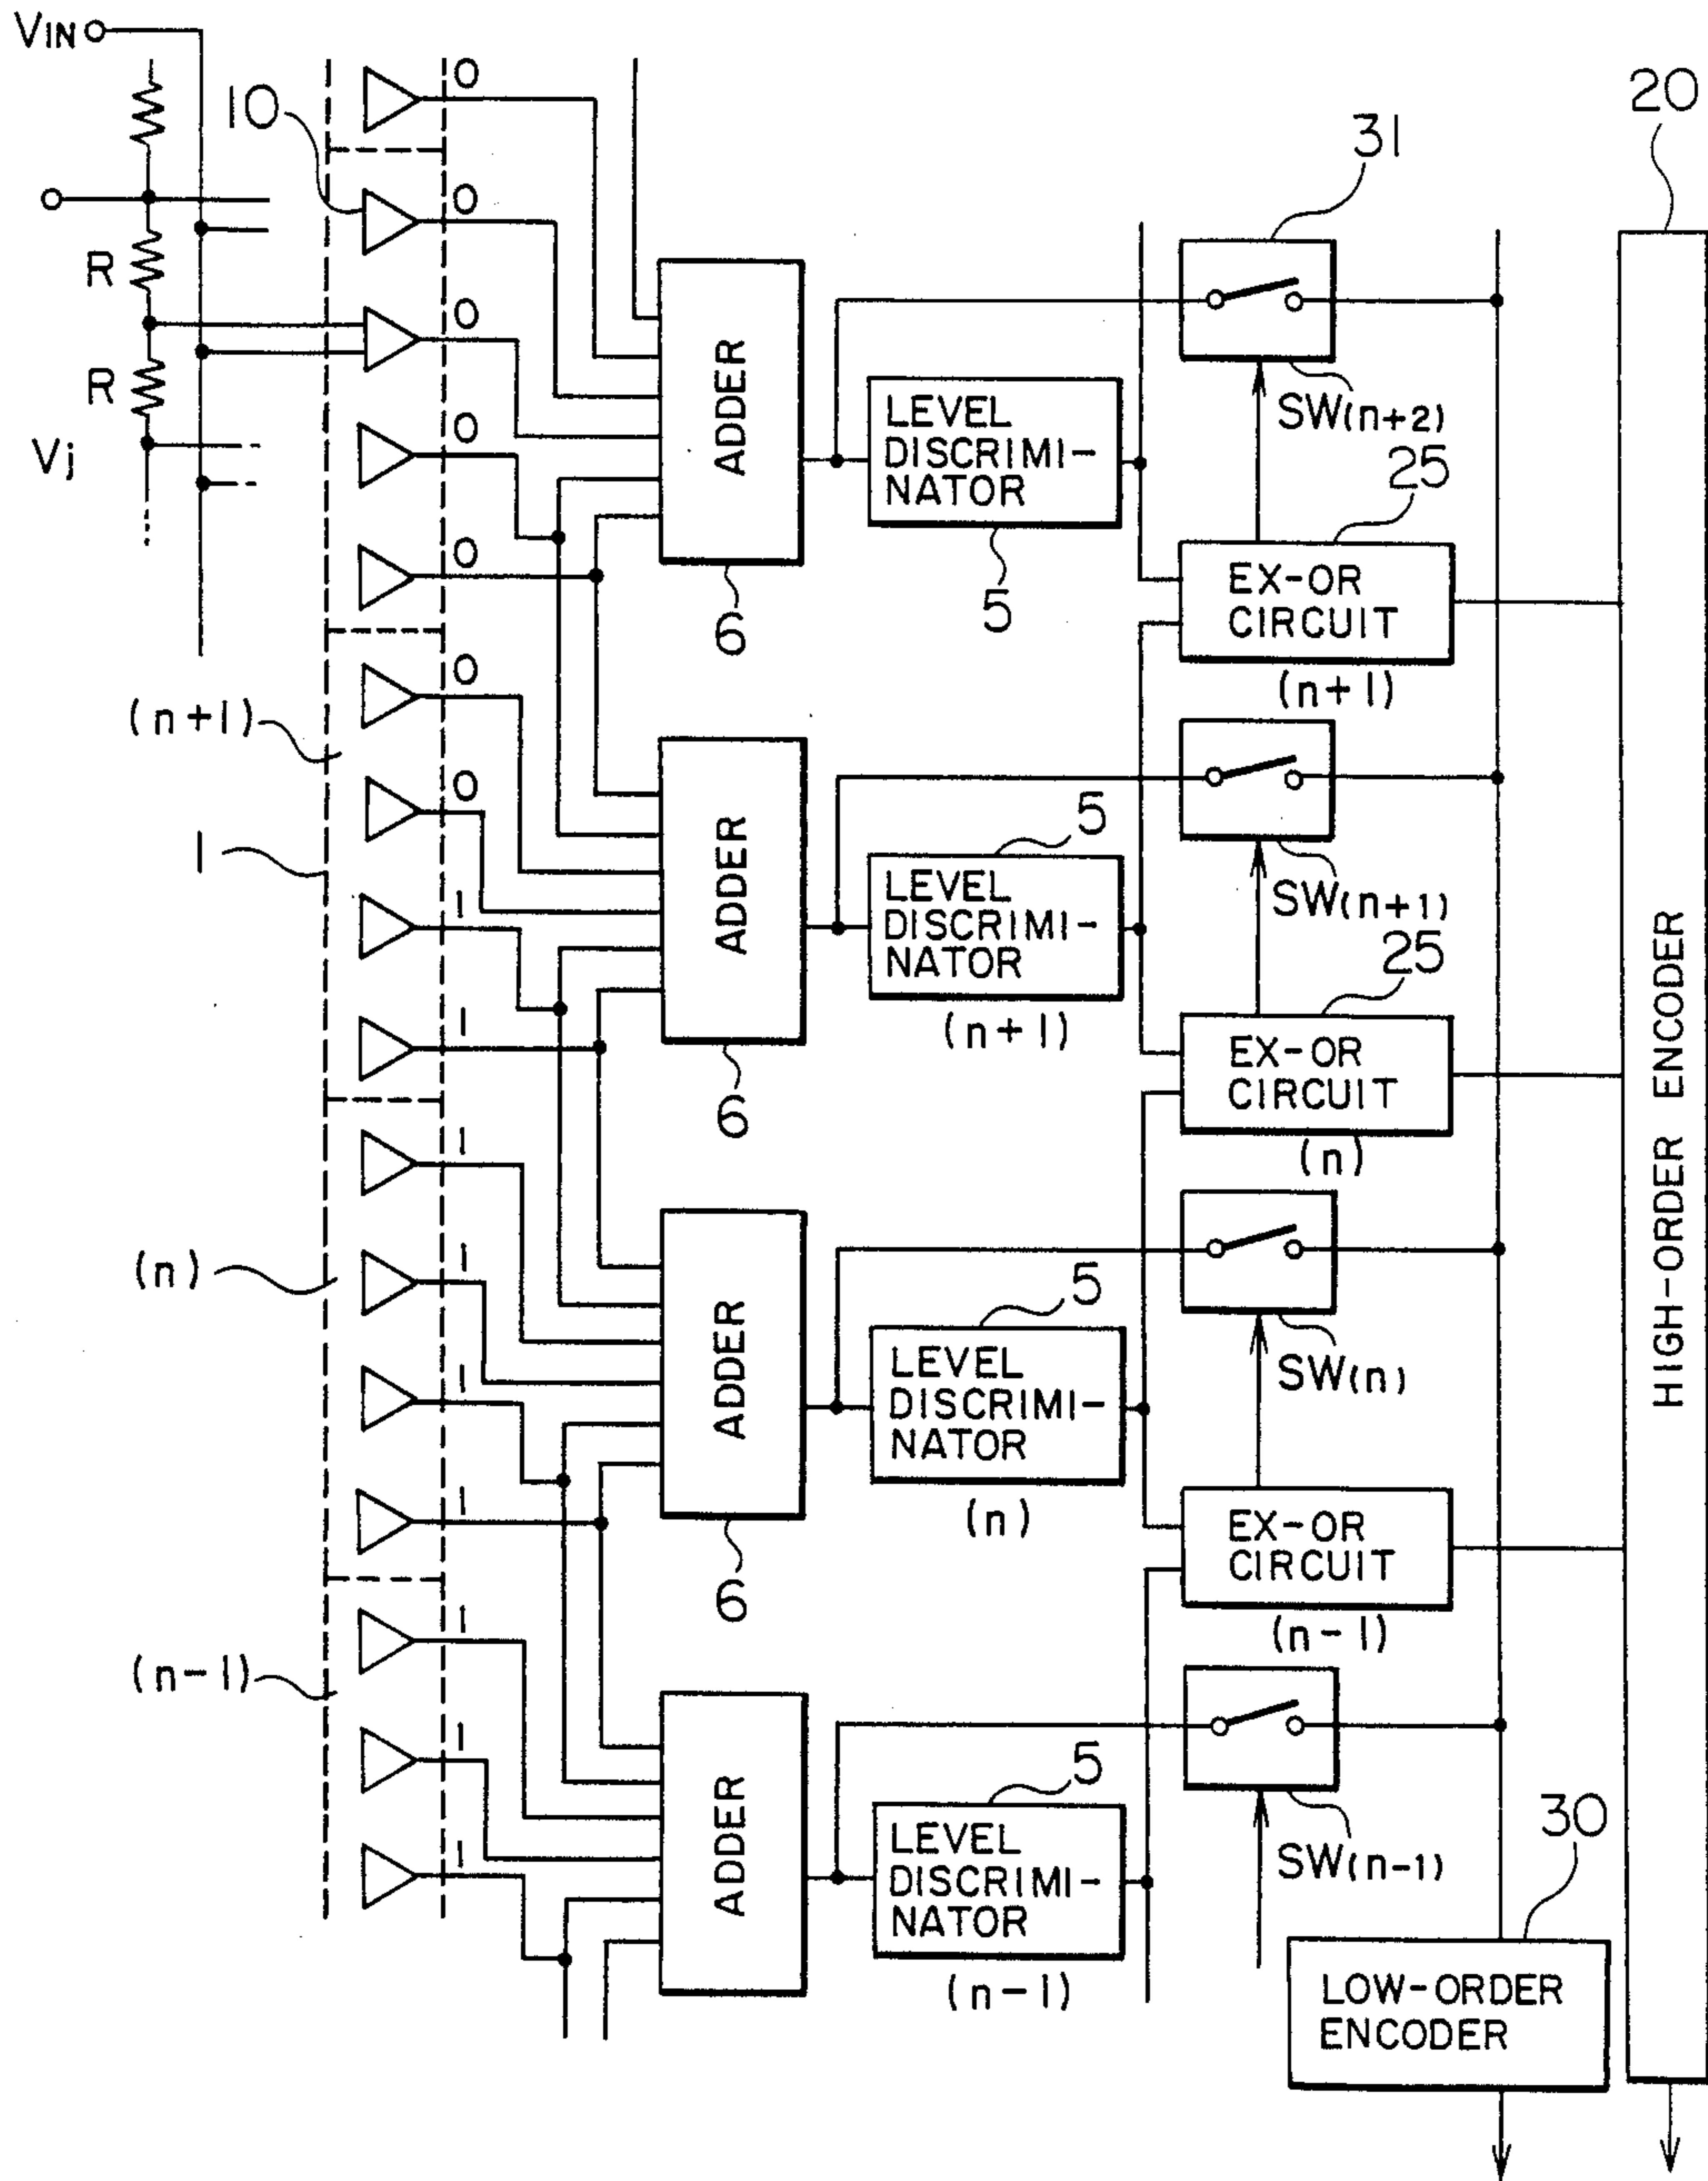 VIN
0
10
0
31
20
R
0
ADDER
R
LEVEL
DISCRIMI-
NATOR
SW(n+2)
Vj
0
25
5
0
6
EX-OR
CIRCUIT
(n+1)
0
(n+1)
0
ADDER
5
1
LEVEL
DISCRIMI-
NATOR
SW(n+1)
1
25
(n+1)
1
6
EX-OR
CIRCUIT
(n)
HIGH-ORDER ENCODER
1
(n)
1
ADDER
5
LEVEL
DISCRIMI-
NATOR
SW(n)
1
(n)
1
6
EX-OR
CIRCUIT
(n-1)
1
(n-1)
1
ADDER
5
LEVEL
DISCRIMI-
NATOR
SW(n-1)
30
1
(n-1)
LOW-ORDER
ENCODER